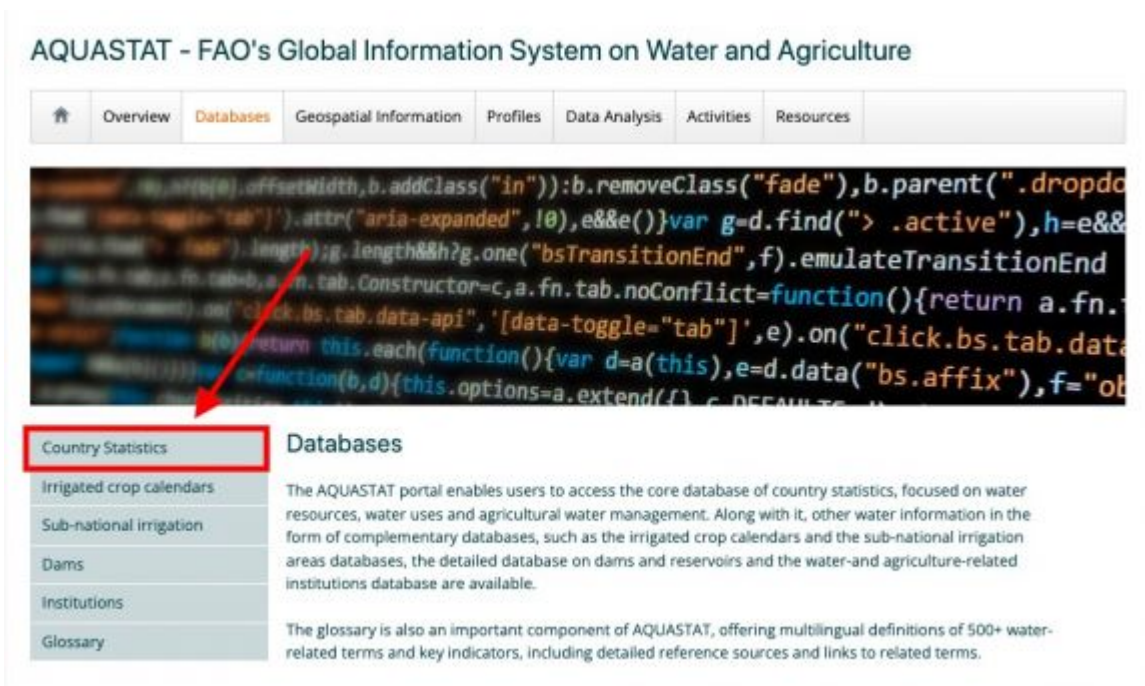 AQUASTAT - FAO's Global Information System on Water and Agriculture
Overview Databases Geospatial Information Profiles Data Analysis Activities Resources
offsetWidth,b.addClass("in")):b.removeClass("fade"),b.parent(".dropdo
').attr("aria-expanded",!0),e&&e()}var g=d.find("> .active"),h=e&&
g.length&&h?g.one("bsTransitionEnd",f).emulateTransitionEnd
a.fn.tab.Constructor=c,a.fn.tab.noConflict=function(){return a.fn.
"click.bs.tab.data-api",'[data-toggle="tab"]',e).on("click.bs.tab.data
return this.each(function(){var d=a(this),e=d.data("bs.affix"),f="ob
function(b,d){this.options=a.extend({}
Country Statistics
Irrigated crop calendars
Sub-national irrigation
Dams
Institutions
Glossary
Databases
The AQUASTAT portal enables users to access the core database of country statistics, focused on water
resources, water uses and agricultural water management. Along with it, other water information in the
form of complementary databases, such as the irrigated crop calendars and the sub-national irrigation
areas databases, the detailed database on dams and reservoirs and the water-and agriculture-related
institutions database are available.
The glossary is also an important component of AQUASTAT, offering multilingual definitions of 500+ water-
related terms and key indicators, including detailed reference sources and links to related terms.